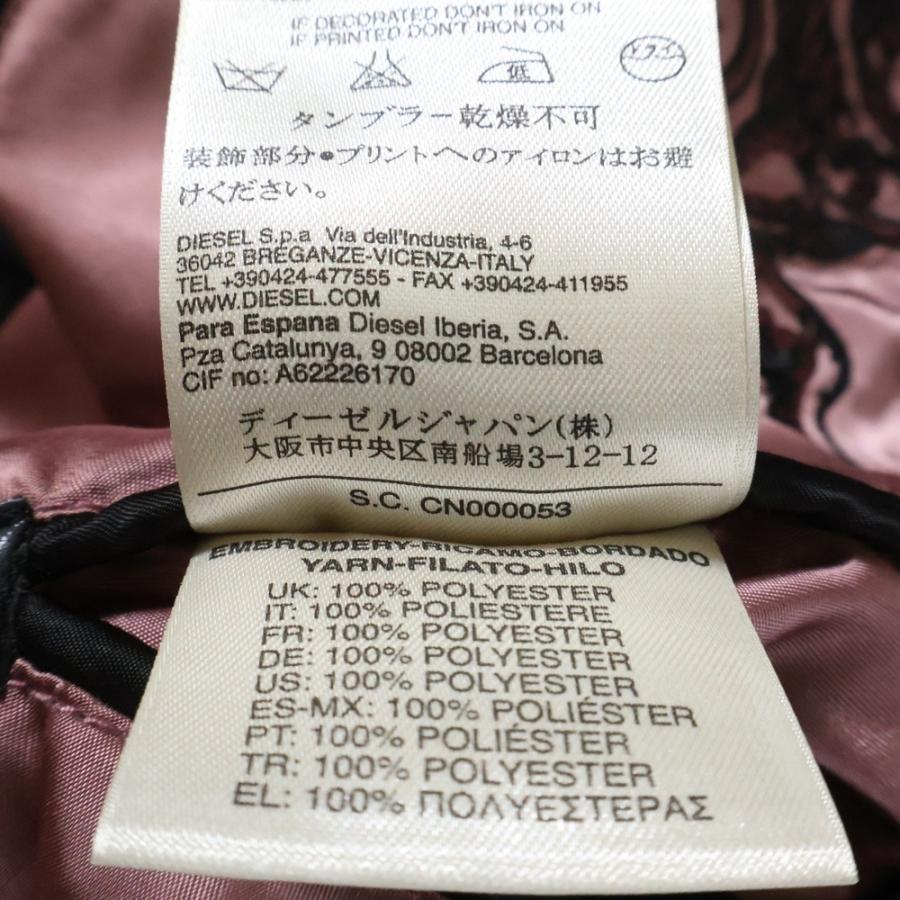 IF DECORATED DON'T IRON ON
IF PRINTED DON'T IRON ON
低 ドライ
タンブラー乾燥不可
装飾部分•プリントへのアイロンはお避
けください。
DIESEL S.p.a Via dell'Industria, 4-6
36042 BREGANZE-VICENZA-ITALY
TEL +390424-477555 - FAX +390424-411955
WWW.DIESEL.COM
Para Espana Diesel Iberia, S.A.
Pza Catalunya, 9 08002 Barcelona
CIF no: A62226170
ディーゼルジャパン(株)
大阪市中央区南船場3-12-12
S.C. CN000053
EMBROIDERY-RICAMO-BORDADO
YARN-FILATO-HILO
UK: 100% POLYESTER
IT: 100% POLIESTERE
FR: 100% POLYESTER
DE: 100% POLYESTER
US: 100% POLYESTER
ES-MX: 100% POLIÉSTER
PT: 100% POLIÉSTER
TR: 100% POLYESTER
EL: 100% ΠΟΛΥΕΣΤΕΡΑΣ